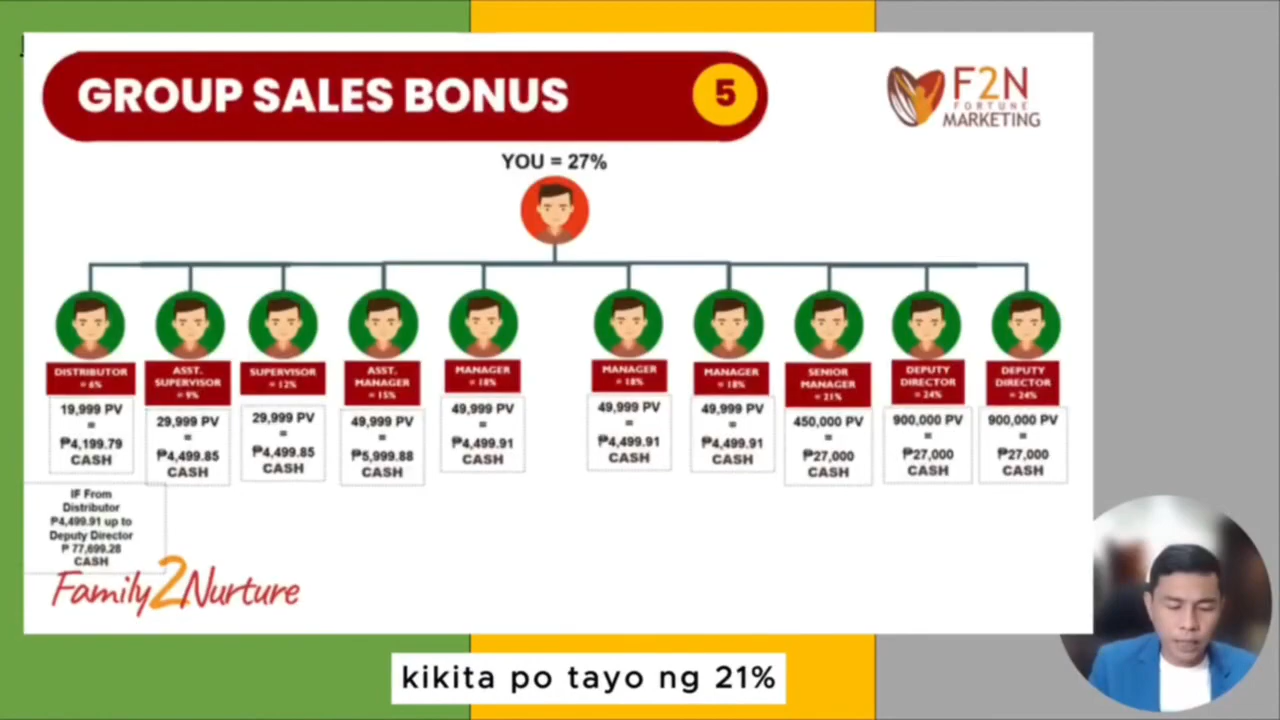 GROUP SALES BONUS
5
F2N
FORTUNE
MARKETING
YOU = 27%
DISTRIBUTOR
= 6%
19,999 PV
=
₱4,199.79
CASH
IF From
Distributor
₱4,499.91 up to
Deputy Director
₱ 77,699.28
CASH
ASST.
SUPERVISOR
= 9%
29,999 PV
=
₱4,499.85
CASH
SUPERVISOR
= 12%
29,999 PV
=
₱4,499.85
CASH
ASST.
MANAGER
= 15%
49,999 PV
=
₱5,999.88
CASH
MANAGER
= 18%
49,999 PV
=
₱4,499.91
CASH
MANAGER
= 18%
49,999 PV
=
₱4,499.91
CASH
MANAGER
= 18%
49,999 PV
=
₱4,499.91
CASH
SENIOR
MANAGER
= 21%
450,000 PV
=
₱27,000
CASH
DEPUTY
DIRECTOR
= 24%
900,000 PV
=
₱27,000
CASH
DEPUTY
DIRECTOR
= 24%
900,000 PV
=
₱27,000
CASH
Family2Nurture
kikita po tayo ng 21%